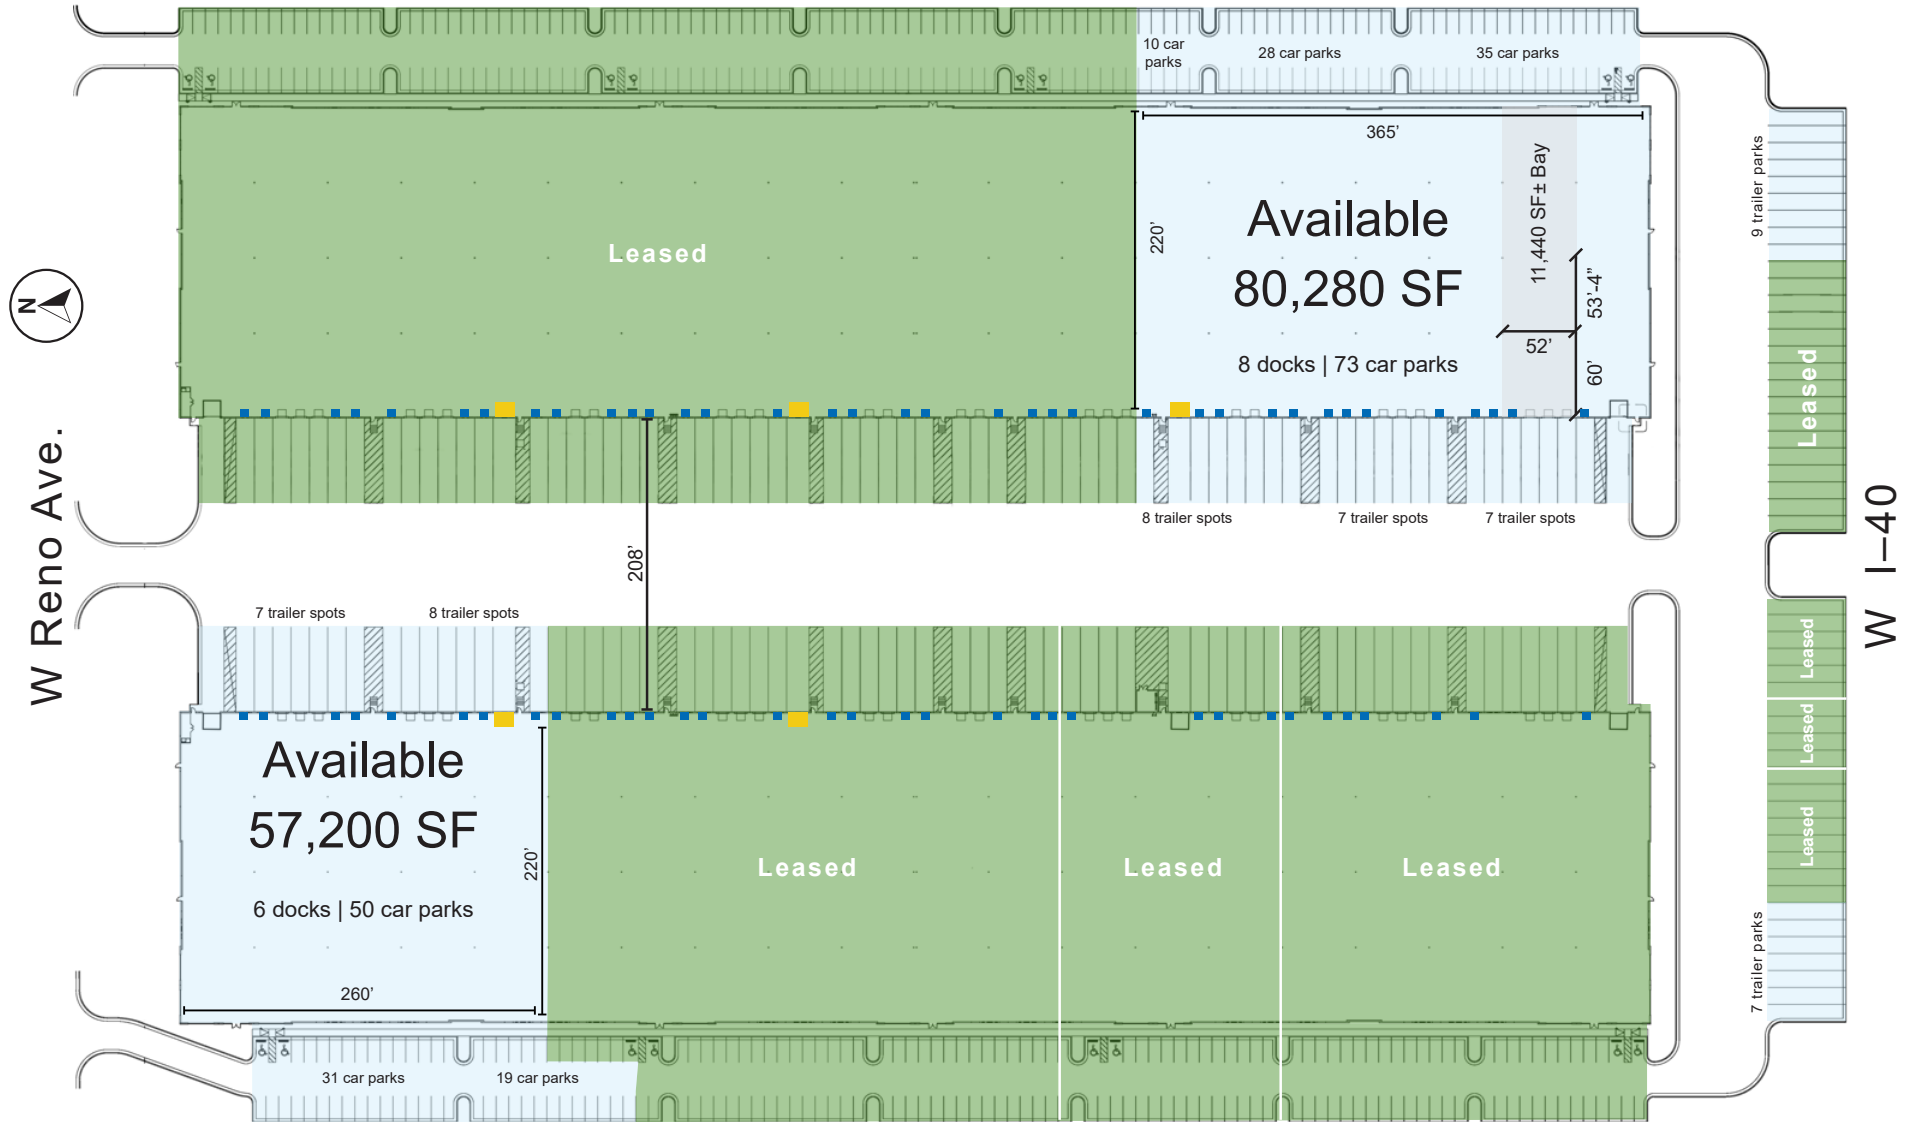 10 car
parks
28 car parks
35 car parks
365'
9 trailer parks
11,440 SF± Bay
220'
Available
80,280 SF
8 docks | 73 car parks
53'-4"
52'
60'
Leased
N
Leased
W Reno Ave.
W I–40
8 trailer spots
7 trailer spots
7 trailer spots
208'
7 trailer spots
8 trailer spots
Leased
Leased
Leased
Available
57,200 SF
6 docks | 50 car parks
220'
260'
Leased
Leased
Leased
7 trailer parks
31 car parks
19 car parks